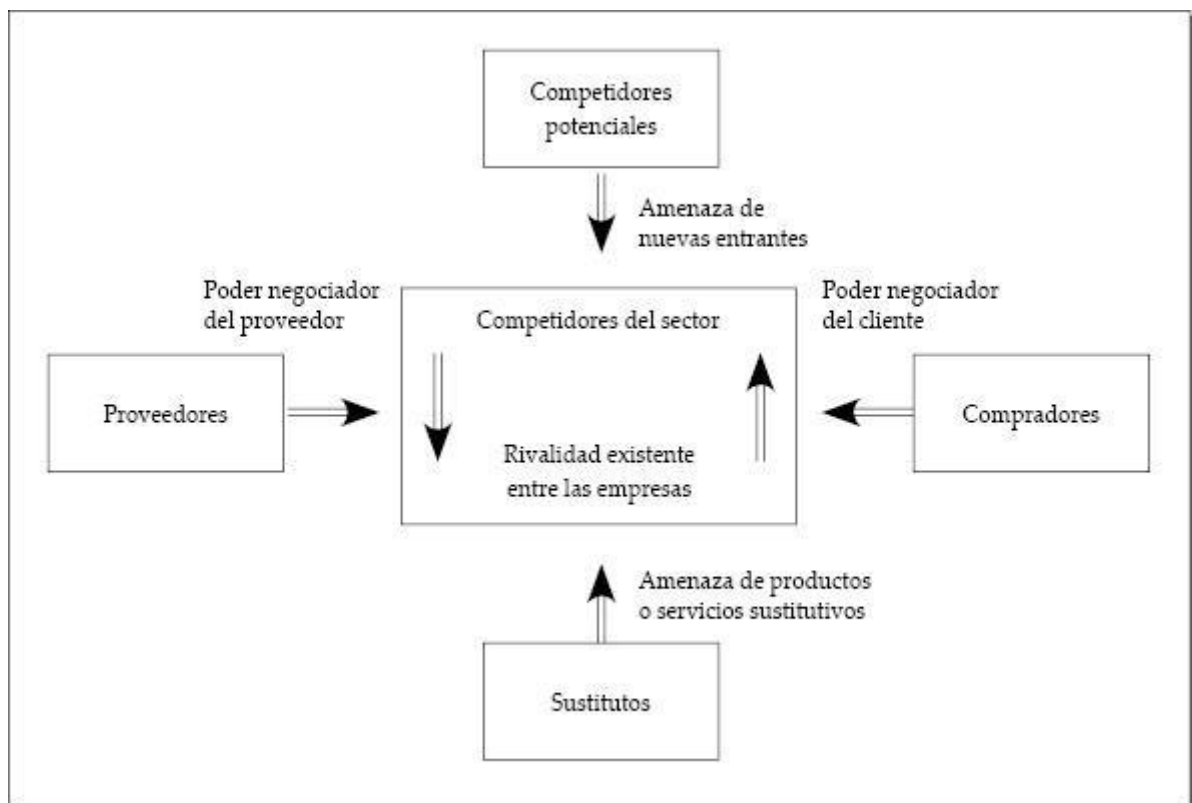 Competidores
potenciales
Amenaza de
nuevas entrantes
Poder negociador
del proveedor
Competidores del sector
Poder negociador
del cliente
Proveedores
Compradores
Rivalidad existente
entre las empresas
Amenaza de productos
o servicios sustitutivos
Sustitutos